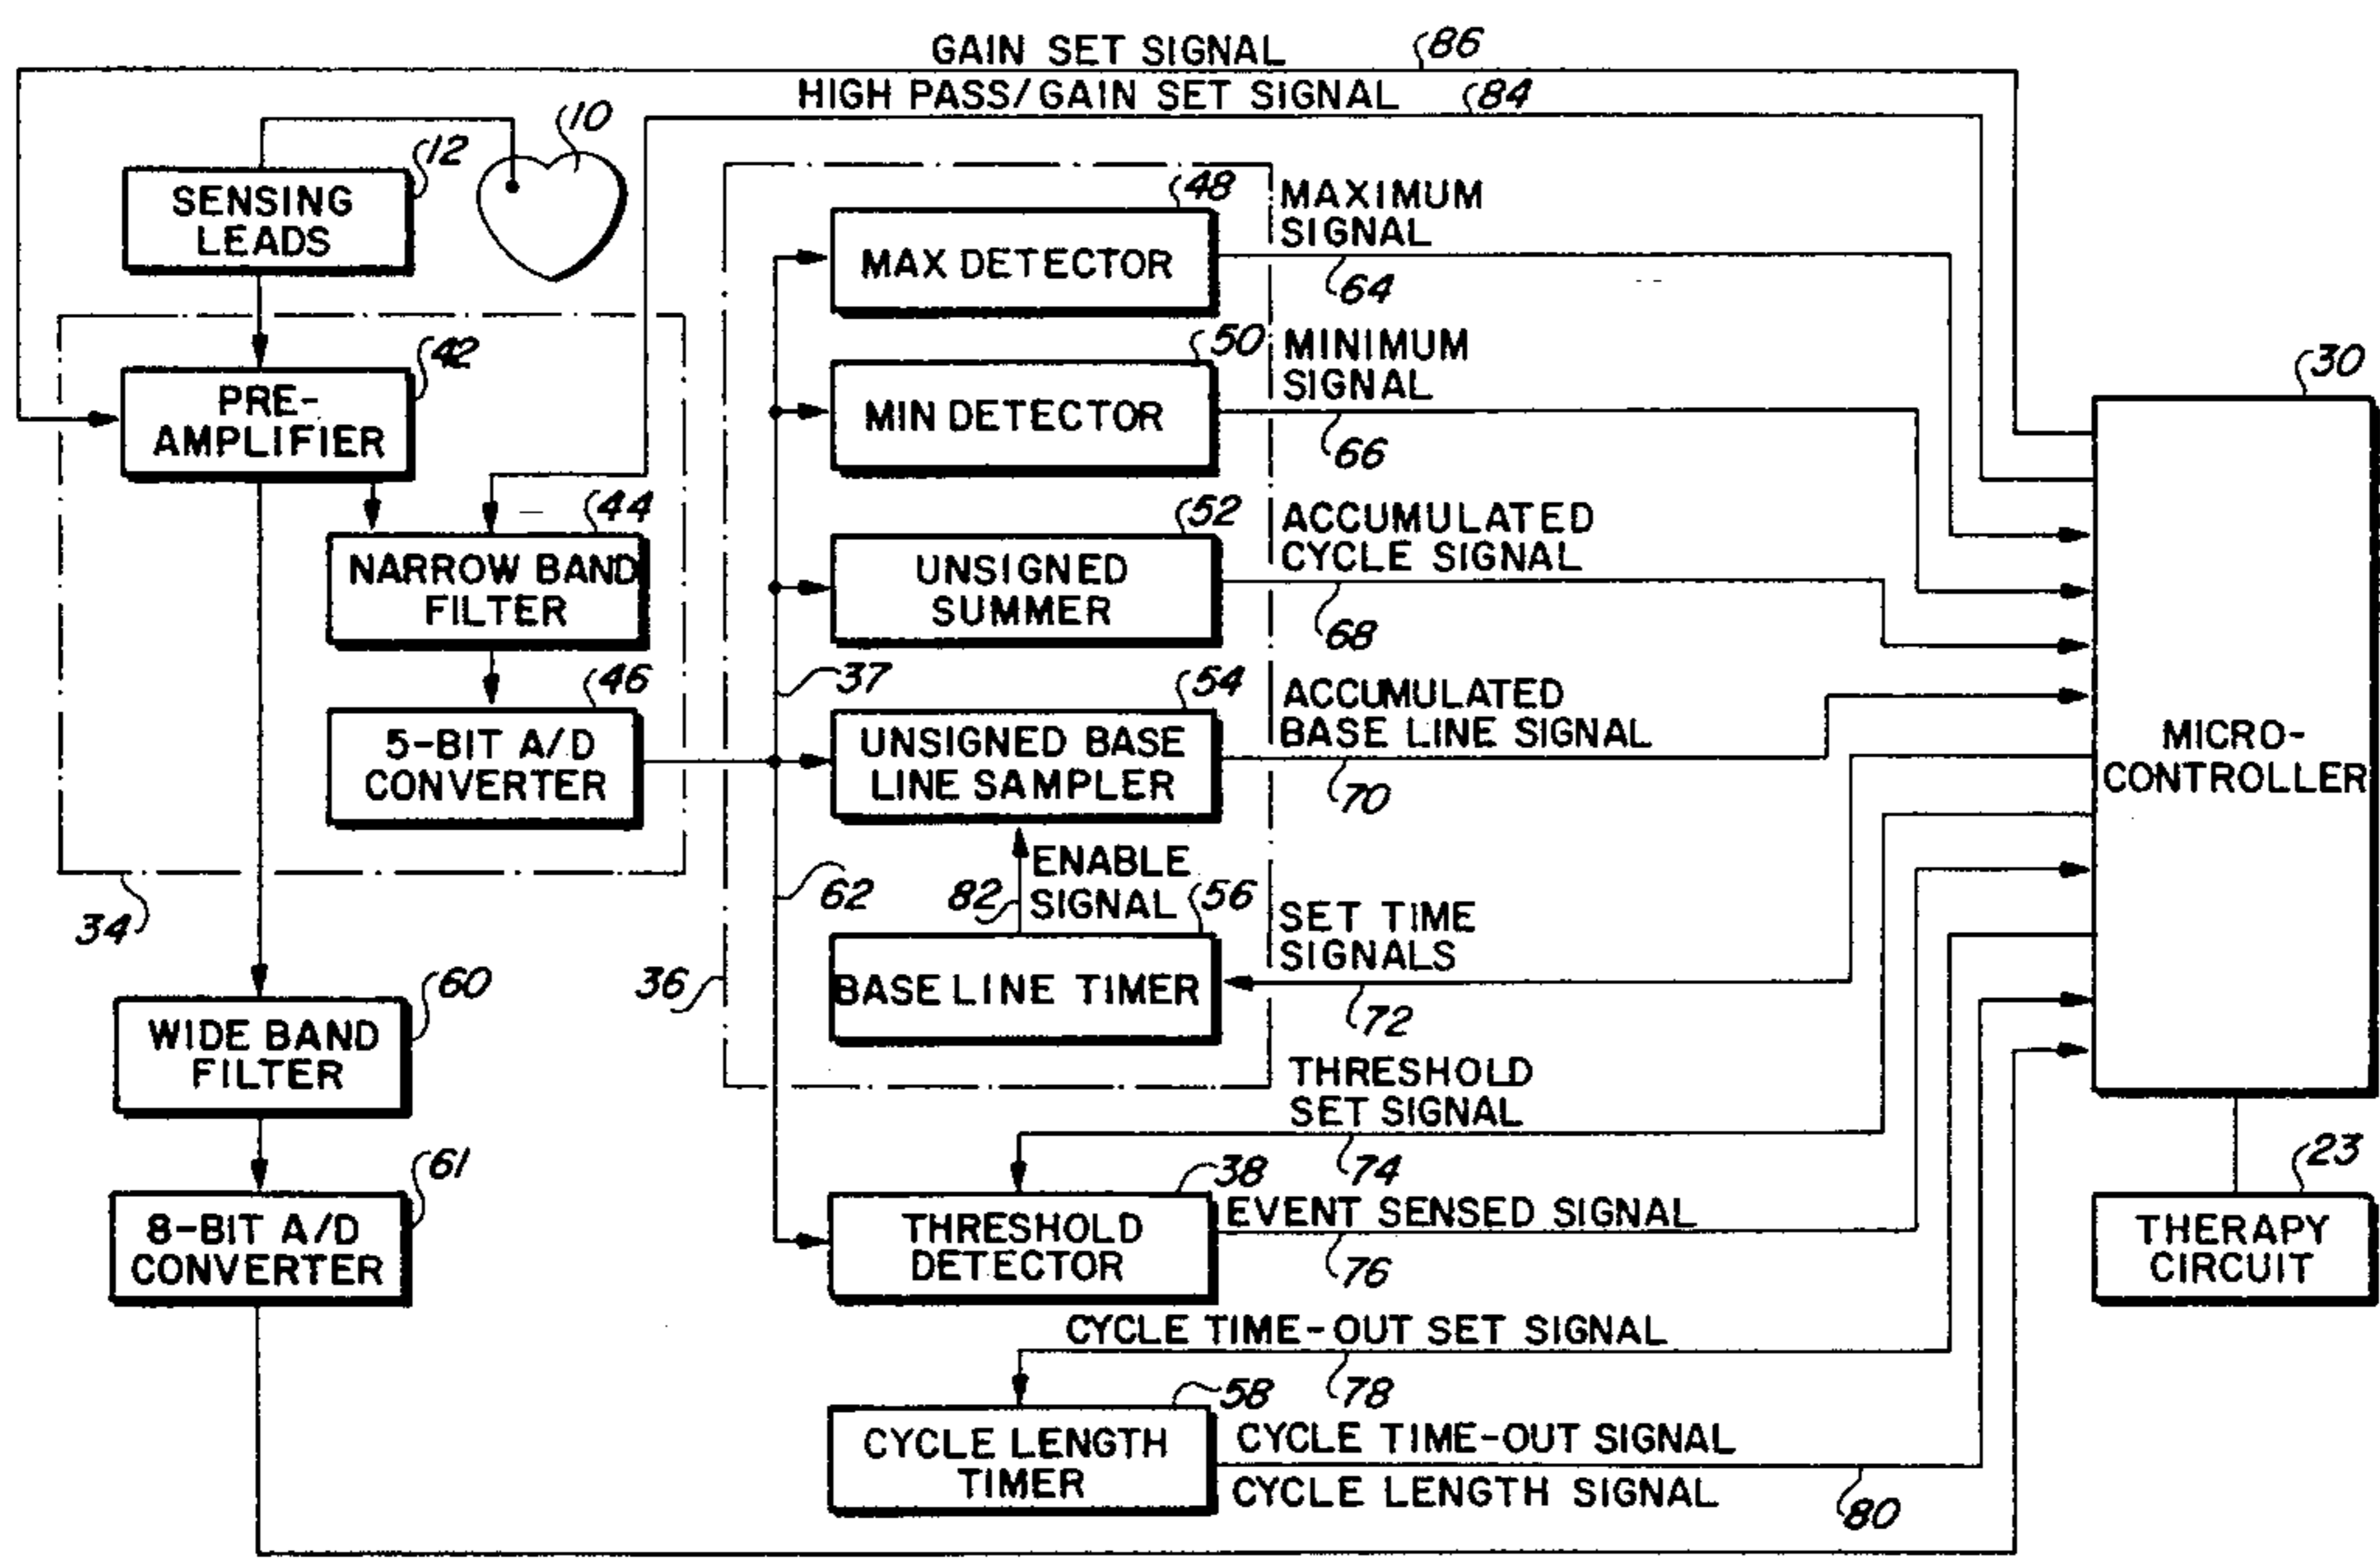 GAIN SET SIGNAL
86
HIGH PASS/GAIN SET SIGNAL
84
10
12
SENSING
LEADS
48
MAXIMUM
SIGNAL
MAX DETECTOR
64
42
PRE-
AMPLIFIER
50
MINIMUM
SIGNAL
MIN DETECTOR
66
30
44
NARROW BAND
FILTER
52
ACCUMULATED
CYCLE SIGNAL
UNSIGNED
SUMMER
68
46
37
54
5-BIT A/D
CONVERTER
UNSIGNED BASE
LINE SAMPLER
ACCUMULATED
BASE LINE SIGNAL
70
MICRO-
CONTROLLER
34
62
82
ENABLE
SIGNAL
56
SET TIME
SIGNALS
36
BASE LINE TIMER
72
60
WIDE BAND
FILTER
THRESHOLD
SET SIGNAL
74
61
8-BIT A/D
CONVERTER
38
THRESHOLD
DETECTOR
EVENT SENSED SIGNAL
76
23
THERAPY
CIRCUIT
CYCLE TIME-OUT SET SIGNAL
78
58
CYCLE LENGTH
TIMER
CYCLE TIME-OUT SIGNAL
CYCLE LENGTH SIGNAL
80